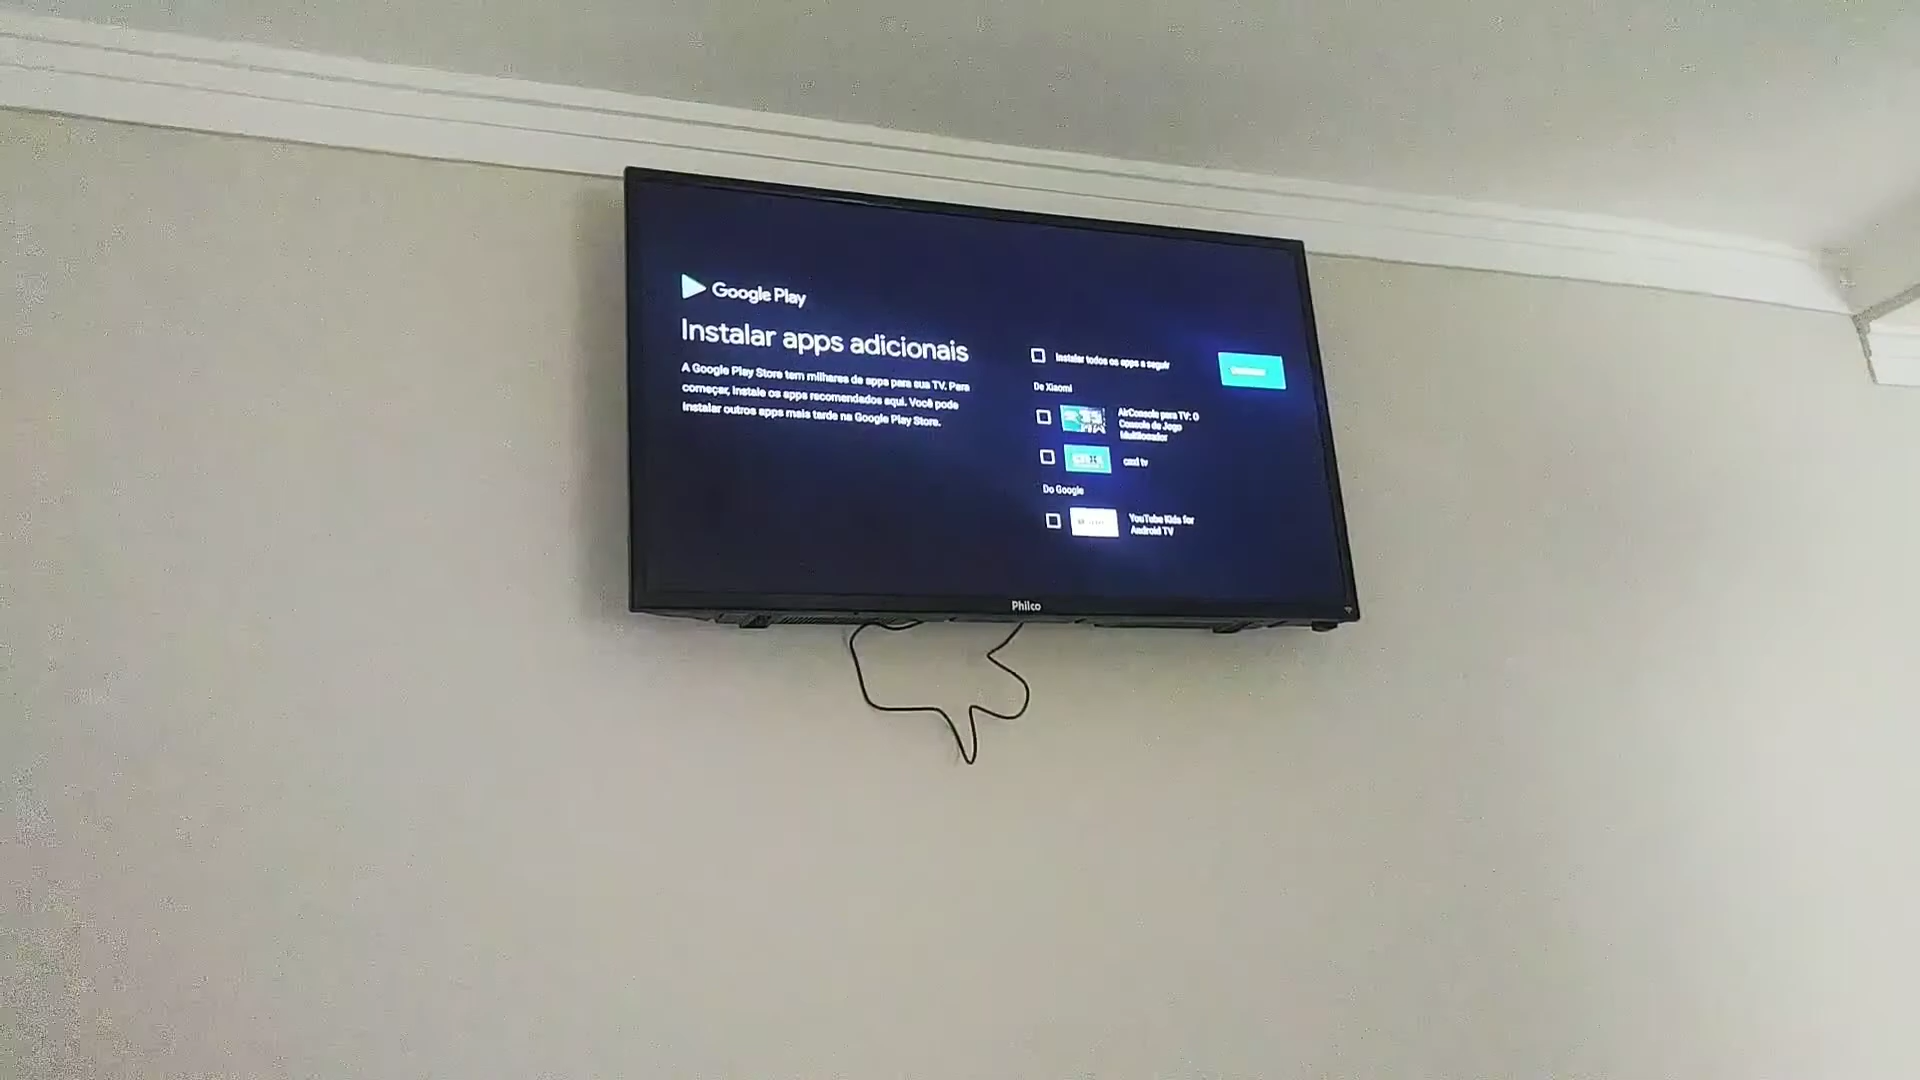 Google Play
Instalar apps adicionais
A Google Play Store tem milhares de apps para sua TV. Para
começar, instale os apps recomendados aqui. Você pode
instalar outros apps mais tarde na Google Play Store.
Instalar todos os apps a seguir
De Xiaomi
AirConsole para TV: O
Console de Jogo
Multijogador
tv
Do Google
YouTube Kids for
Android TV
Philco